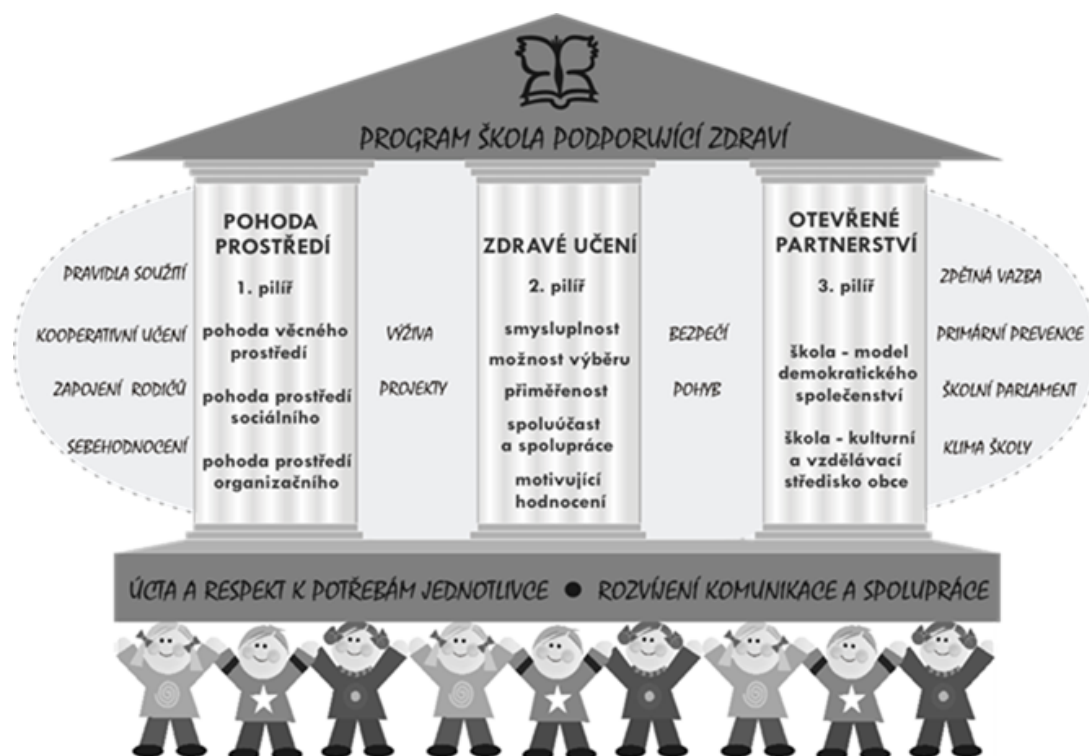 PROGRAM ŠKOLA PODPORUJÍCÍ ZDRAVÍ
PRAVIDLA SOUŽITÍ
KOOPERATIVNÍ UČENÍ
ZAPOJENÍ RODIČŮ
SEBEHODNOCENÍ
POHODA
PROSTŘEDÍ
1. pilíř
pohoda věcného
prostředí
pohoda prostředí
sociálního
pohoda prostředí
organizačního
VÝŽIVA
PROJEKTY
ZDRAVÉ UČENÍ
2. pilíř
smysluplnost
možnost výběru
přiměřenost
spoluúčast
a spolupráce
motivující
hodnocení
BEZPEČÍ
POHYB
OTEVŘENÉ
PARTNERSTVÍ
3. pilíř
škola - model
demokratického
společenství
škola - kulturní
a vzdělávací
středisko obce
ZPĚTNÁ VAZBA
PRIMÁRNÍ PREVENCE
ŠKOLNÍ PARLAMENT
KLIMA ŠKOLY
ÚCTA A RESPEKT K POTŘEBÁM JEDNOTLIVCE ● ROZVÍJENÍ KOMUNIKACE A SPOLUPRÁCE